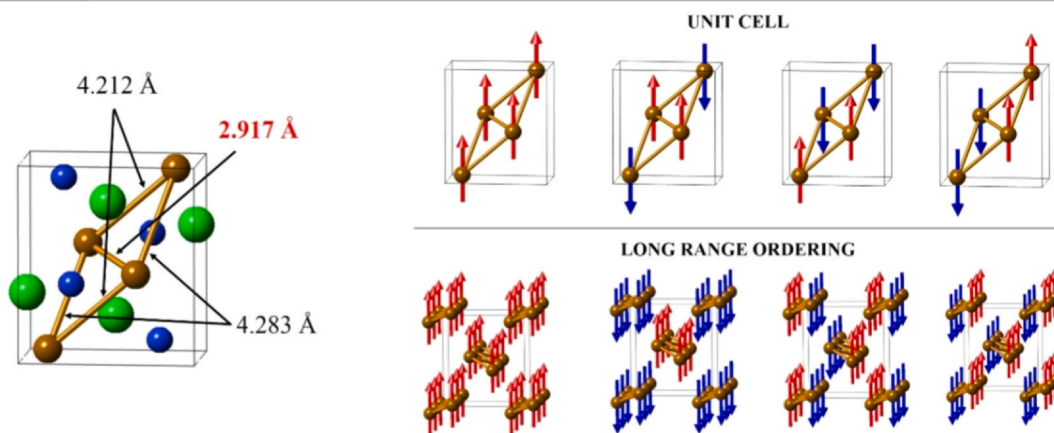 UNIT CELL
4.212 Å
2.917 Å
4.283 Å
LONG RANGE ORDERING